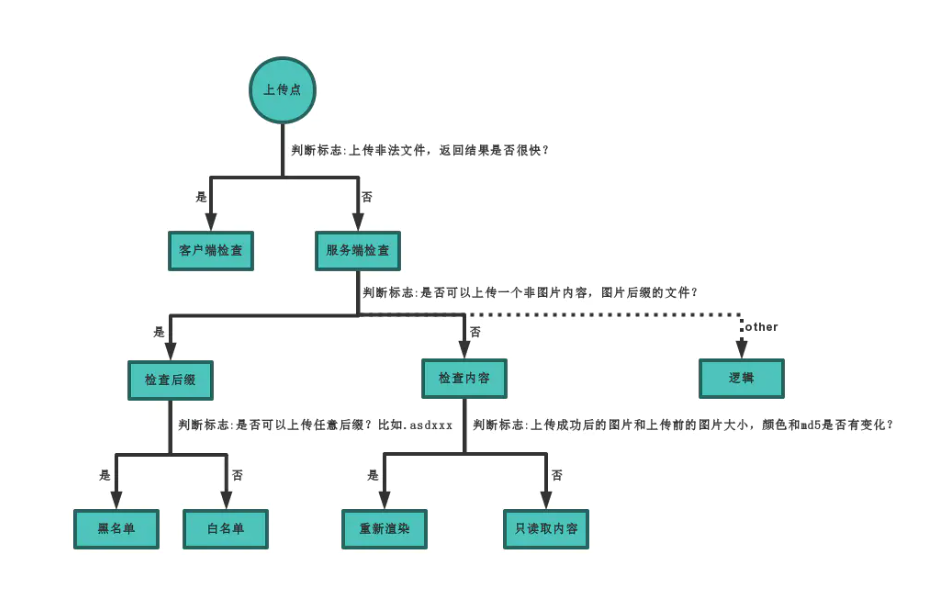 上传点
判断标志:上传非法文件，返回结果是否很快？
是
否
客户端检查
服务端检查
判断标志:是否可以上传一个非图片内容，图片后缀的文件？
是
否
other
检查后缀
检查内容
逻辑
判断标志:是否可以上传任意后缀？比如.asdxxx
判断标志:上传成功后的图片和上传前的图片大小，颜色和md5是否有变化？
是
否
是
否
黑名单
白名单
重新渲染
只读取内容